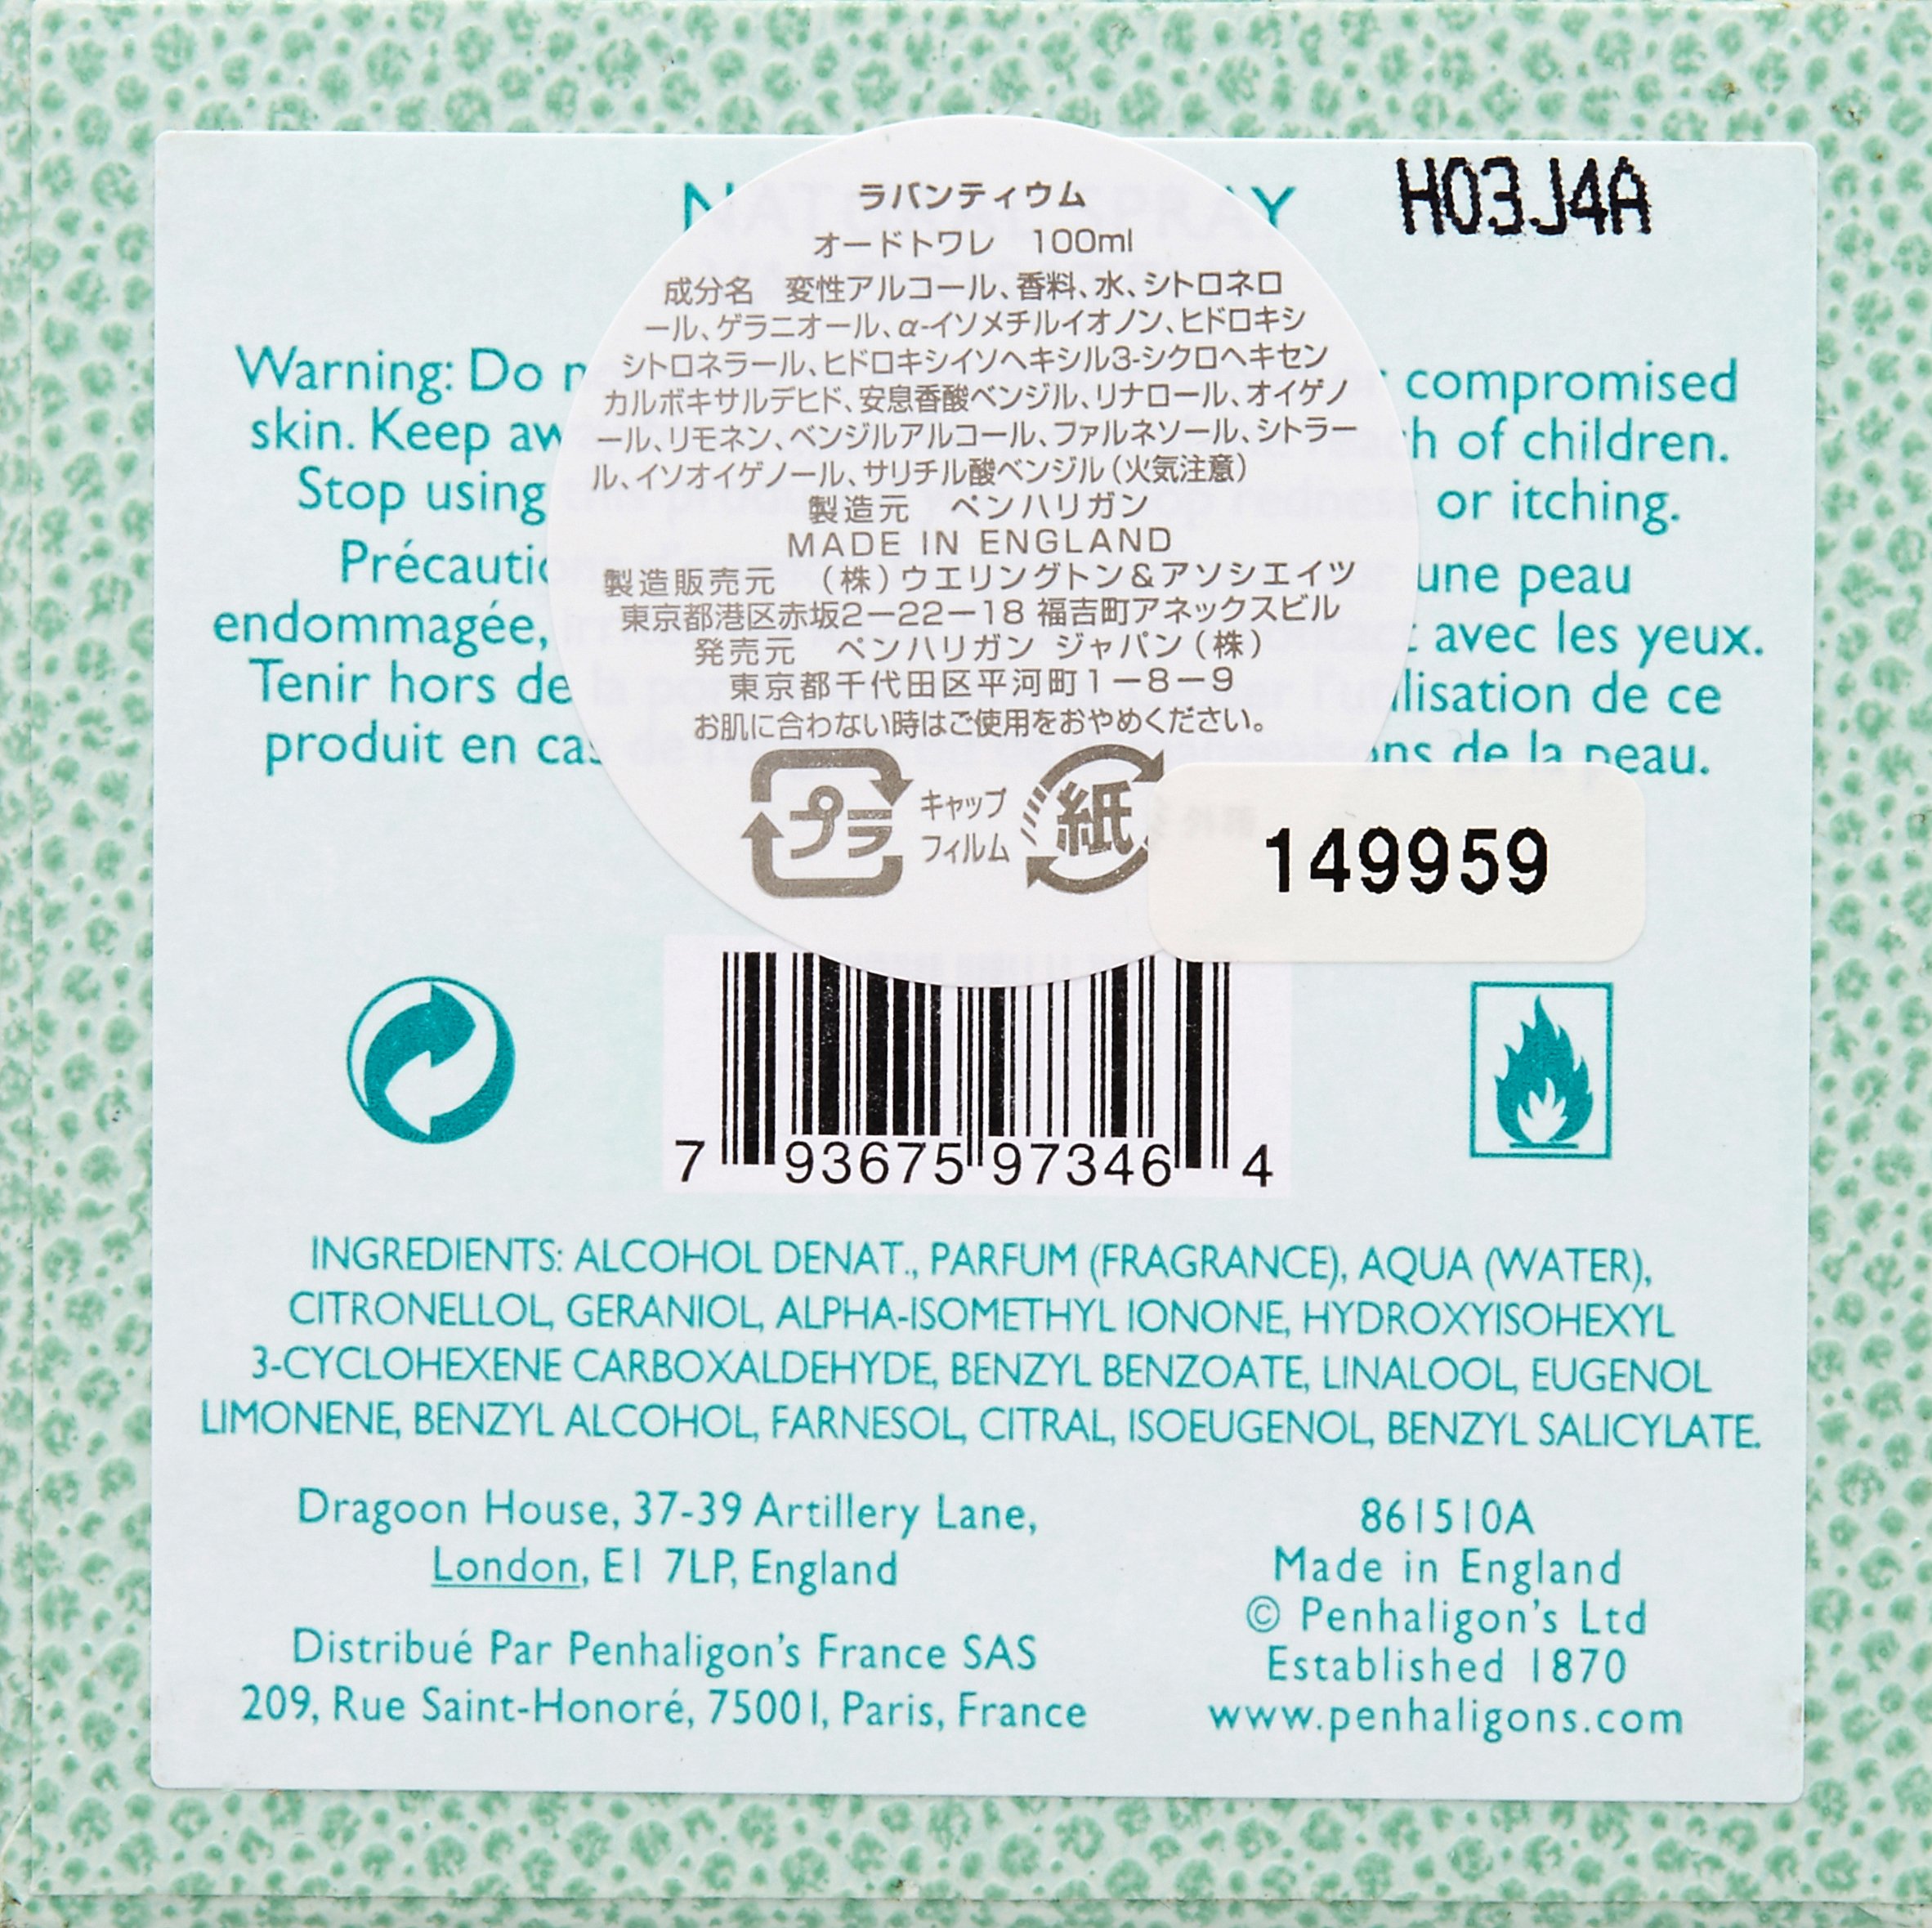 H03J4A
ラバンティウム
オードトワレ 100ml
成分名 変性アルコール、香料、水、シトロネロ
ール、ゲラニオール、α-イソメチルイオノン、ヒドロキシ
シトロネラール、ヒドロキシイソヘキシル3-シクロヘキセン
カルボキサルデヒド、安息香酸ベンジル、リナロール、オイゲノ
ール、リモネン、ベンジルアルコール、ファルネソール、シトラー
ル、イソオイゲノール、サリチル酸ベンジル(火気注意)
製造元 ペンハリガン
MADE IN ENGLAND
製造販売元 (株)ウエリングトン&アソシエイツ
東京都港区赤坂2-22-18 福吉町アネックスビル
発売元 ペンハリガン ジャパン(株)
東京都千代田区平河町1-8-9
お肌に合わない時はご使用をおやめください。
プラ キャップ
フィルム
紙
149959
NATURAL SPRAY
Warning: Do compromised
skin. Keep of children.
Stop using this product or itching.
Précautions une peau
endommagée, avec les yeux.
Tenir hors de la l'utilisation de ce
produit en cas de de la peau.
7 93675 97346 4
INGREDIENTS: ALCOHOL DENAT., PARFUM (FRAGRANCE), AQUA (WATER),
CITRONELLOL, GERANIOL, ALPHA-ISOMETHYL IONONE, HYDROXYISOHEXYL
3-CYCLOHEXENE CARBOXALDEHYDE, BENZYL BENZOATE, LINALOOL, EUGENOL
LIMONENE, BENZYL ALCOHOL, FARNESOL, CITRAL, ISOEUGENOL, BENZYL SALICYLATE.
Dragoon House, 37-39 Artillery Lane,
London, E1 7LP, England
Distribué Par Penhaligon's France SAS
209, Rue Saint-Honoré, 75001, Paris, France
861510A
Made in England
© Penhaligon's Ltd
Established 1870
www.penhaligons.com